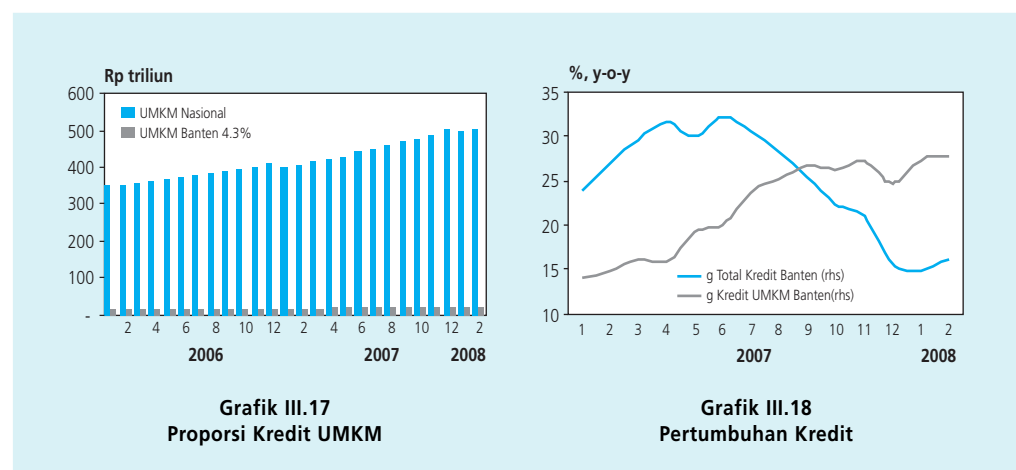 Rp triliun
600
500
400
300
200
100
-
UMKM Nasional
UMKM Banten 4.3%
2 4 6 8 10 12 2 4 6 8 10 12 2
2006 2007 2008
Grafik III.17
Proporsi Kredit UMKM
%, y-o-y
35
30
25
20
15
10
g Total Kredit Banten (rhs)
g Kredit UMKM Banten(rhs)
1 2 3 4 5 6 7 8 9 10 11 12 1 2
2007 2008
Grafik III.18
Pertumbuhan Kredit